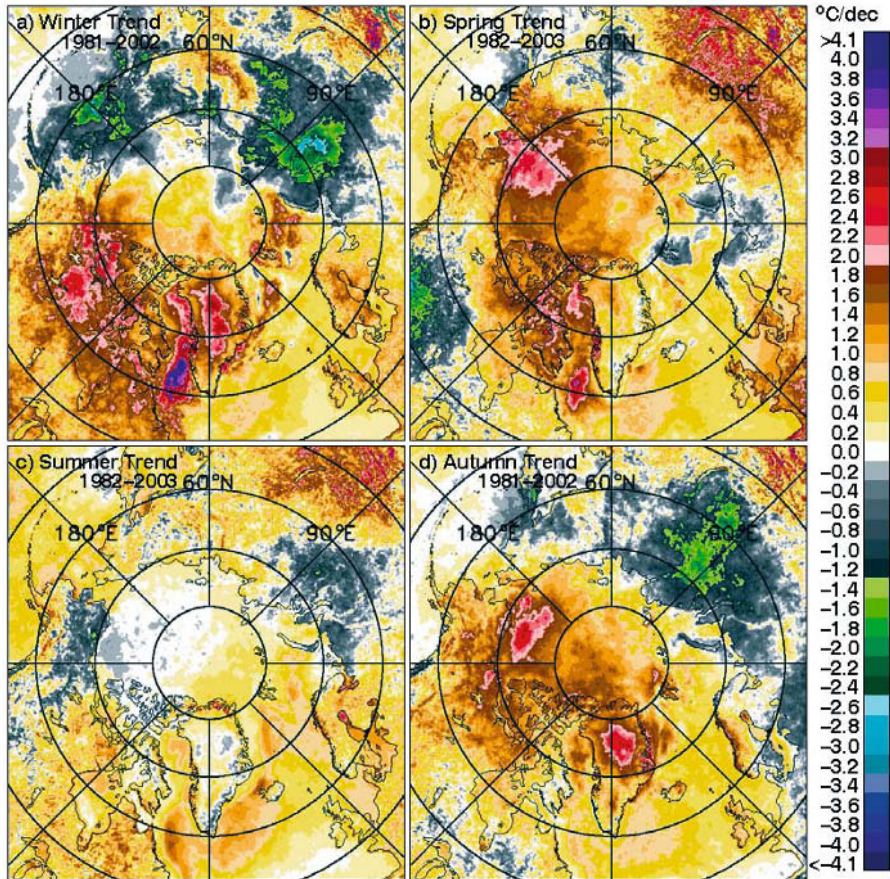 a) Winter Trend
1981–2002
60°N
180°E
90°E
b) Spring Trend
1982–2003
60°N
180°E
90°E
c) Summer Trend
1982–2003
60°N
180°E
90°E
d) Autumn Trend
1981–2002
60°N
180°E
90°E
°C/dec
>4.1
4.0
3.8
3.6
3.4
3.2
3.0
2.8
2.6
2.4
2.2
2.0
1.8
1.6
1.4
1.2
1.0
0.8
0.6
0.4
0.2
0.0
–0.2
–0.4
–0.6
–0.8
–1.0
–1.2
–1.4
–1.6
–1.8
–2.0
–2.2
–2.4
–2.6
–2.8
–3.0
–3.2
–3.4
–3.6
–3.8
–4.0
<–4.1